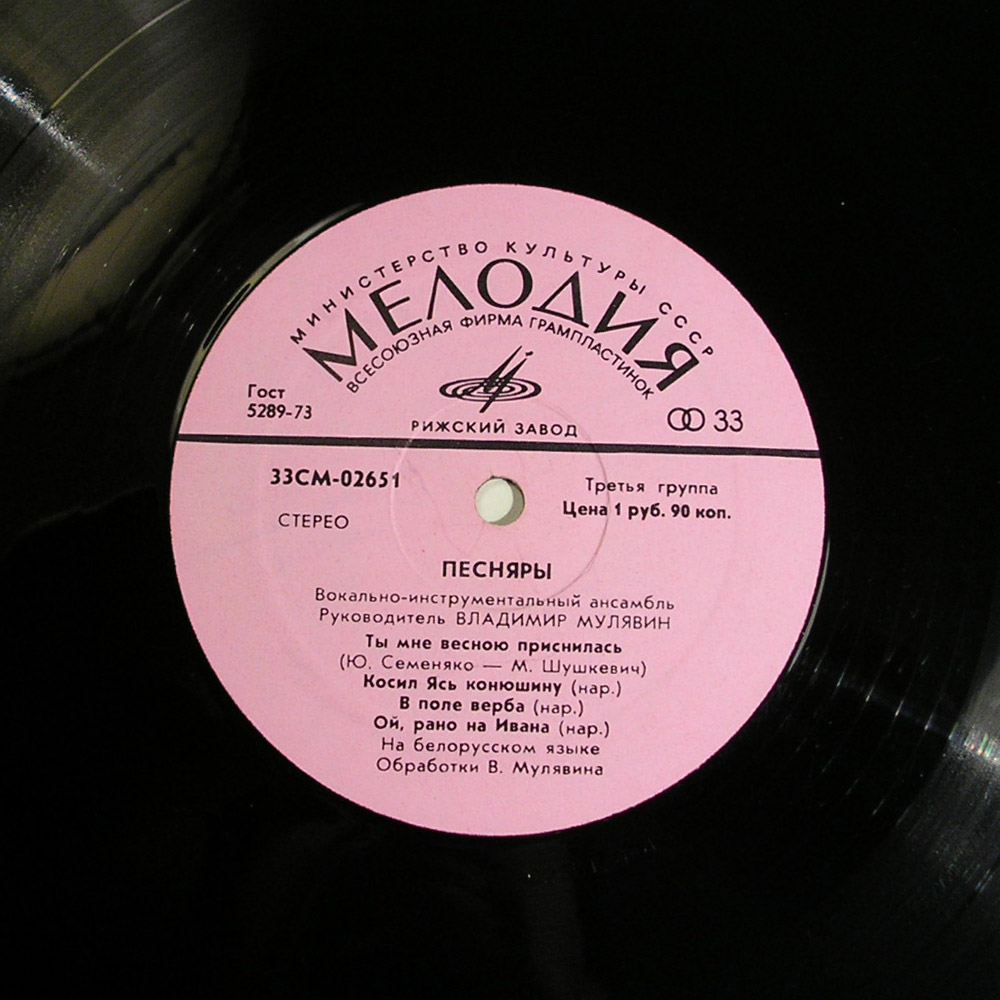 МИНИСТЕРСТВО КУЛЬТУРЫ СССР
МЕЛОДИЯ
ВСЕСОЮЗНАЯ ФИРМА ГРАМПЛАСТИНОК
Гост
5289-73
РИЖСКИЙ ЗАВОД
33
33СМ-02651
СТЕРЕО
Третья группа
Цена 1 руб. 90 коп.
ПЕСНЯРЫ
Вокально-инструментальный ансамбль
Руководитель ВЛАДИМИР МУЛЯВИН
Ты мне весною приснилась
(Ю. Семеняко — М. Шушкевич)
Косил Ясь конюшину (нар.)
В поле верба (нар.)
Ой, рано на Ивана (нар.)
На белорусском языке
Обработки В. Мулявина